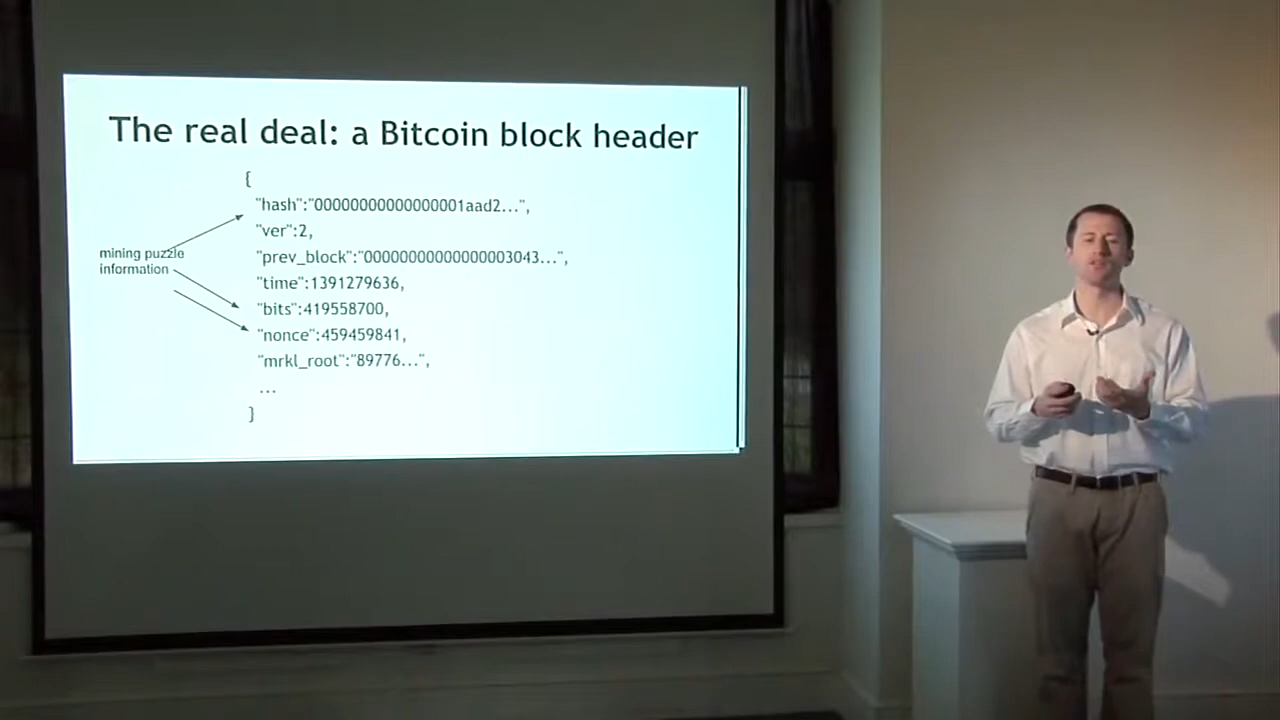 The real deal: a Bitcoin block header
{
"hash":"00000000000000001aad2...",
"ver":2,
"prev_block":"00000000000000003043...",
"time":1391279636,
"bits":419558700,
"nonce":459459841,
"mrkl_root":"89776...",
...
}
mining puzzle
information